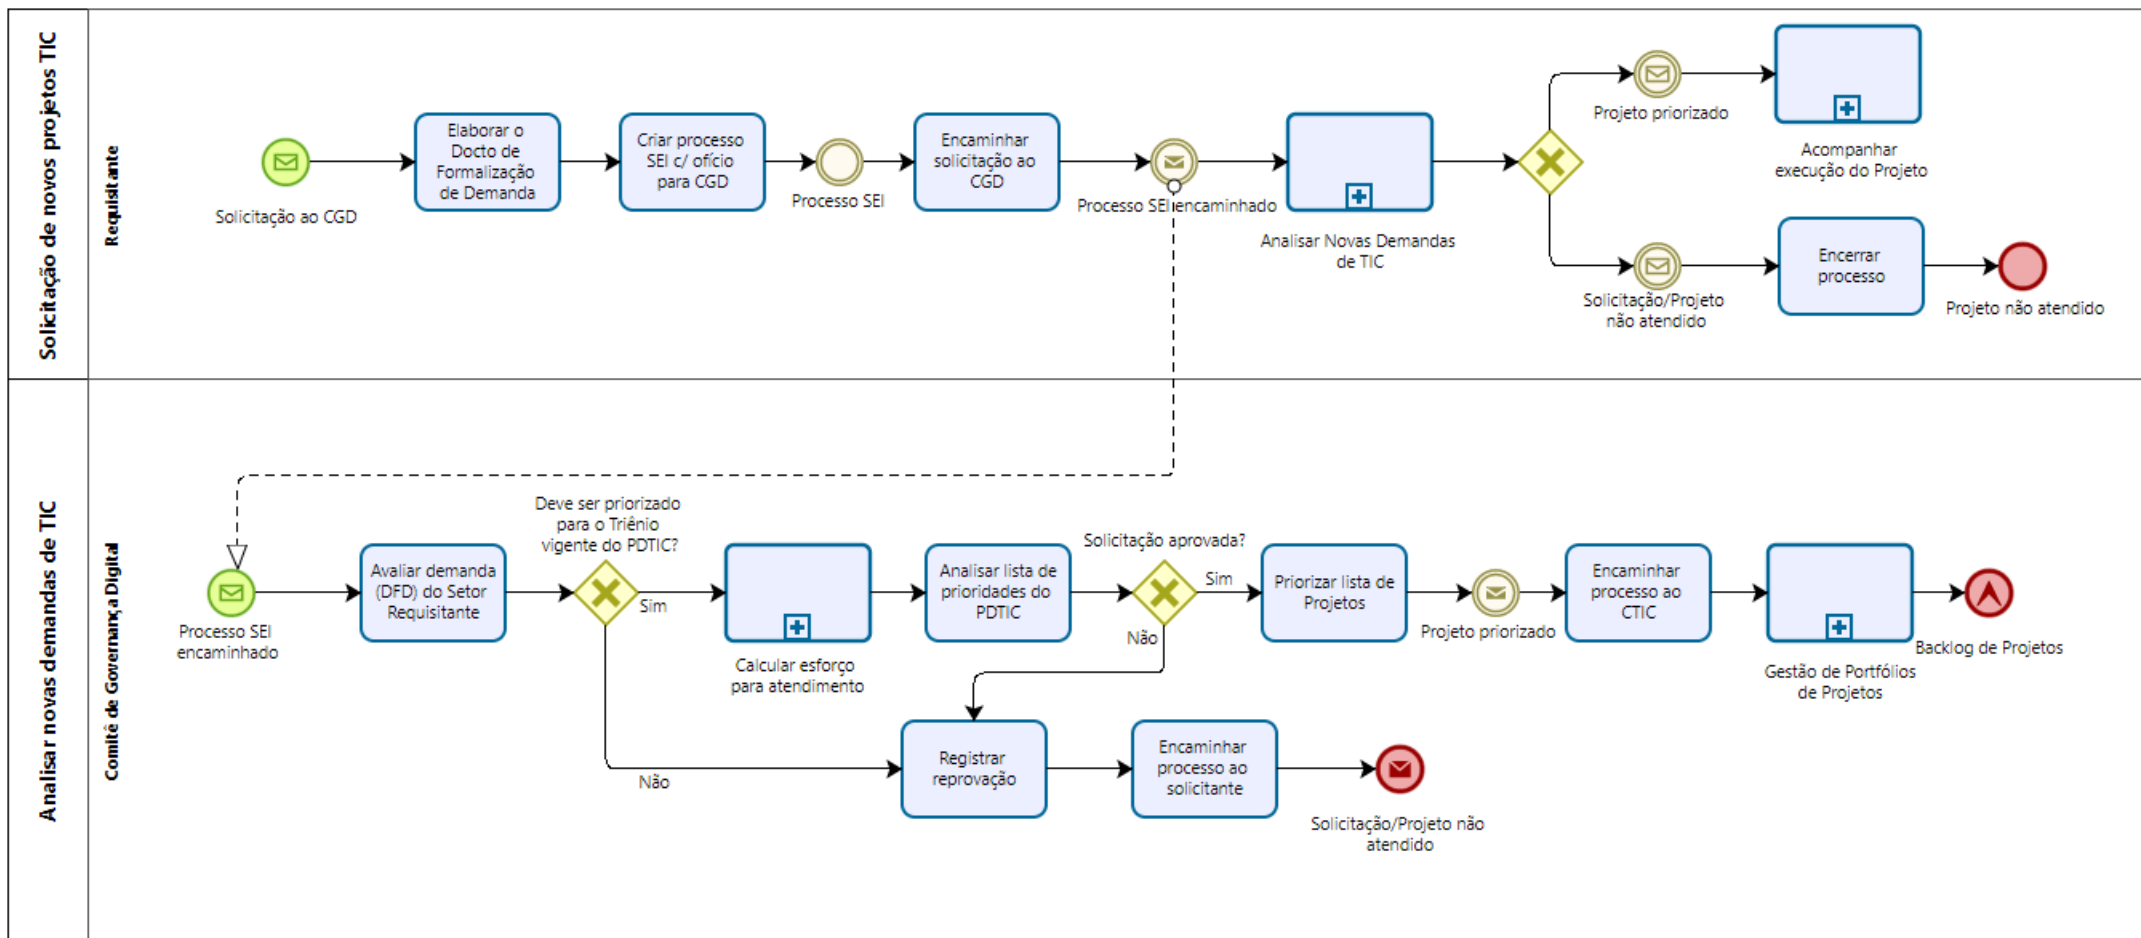 Solicitação de novos projetos TIC
Requisitante
Solicitação ao CGD
Elaborar o
Docto de
Formalização
de Demanda
Criar processo
SEI c/ ofício
para CGD
Processo SEI
Encaminhar
solicitação ao
CGD
Processo SEI encaminhado
Analisar Novas Demandas
de TIC
Projeto priorizado
Acompanhar
execução do Projeto
Solicitação/Projeto
não atendido
Encerrar
processo
Projeto não atendido
Analisar novas demandas de TIC
Comitê de Governança Digital
Processo SEI
encaminhado
Avaliar demanda
(DFD) do Setor
Requisitante
Deve ser priorizado
para o Triênio
vigente do PDTIC?
Sim
Não
Calcular esforço
para atendimento
Analisar lista de
prioridades do
PDTIC
Solicitação aprovada?
Sim
Não
Priorizar lista de
Projetos
Projeto priorizado
Encaminhar
processo ao
CTIC
Gestão de Portfólios
de Projetos
Backlog de Projetos
Registrar
reprovação
Encaminhar
processo ao
solicitante
Solicitação/Projeto não
atendido